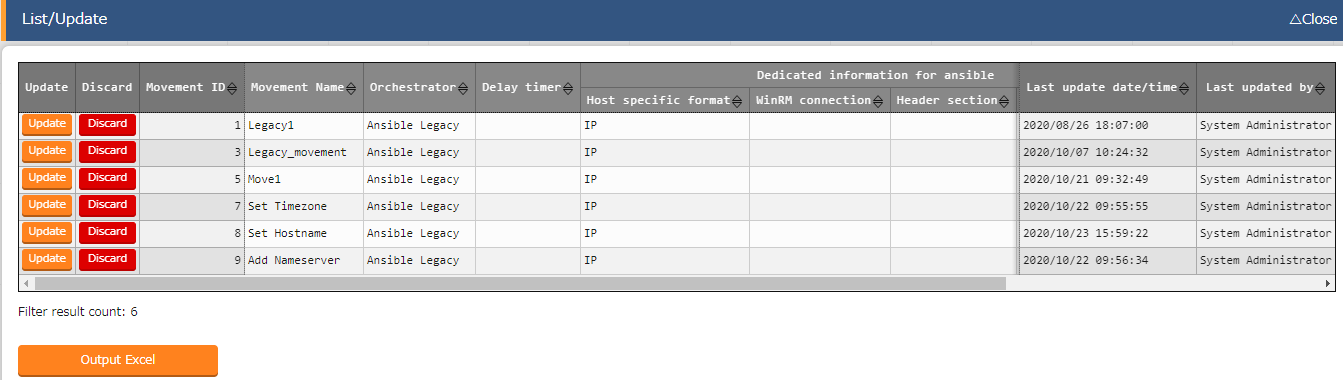 List/Update △Close
Dedicated information for ansible
Update Discard Movement ID Movement Name Orchestrator Delay timer Host specific format WinRM connection Header section Last update date/time Last updated by
Update Discard 1 Legacy1 Ansible Legacy IP 2020/08/26 18:07:00 System Administrator
Update Discard 3 Legacy_movement Ansible Legacy IP 2020/10/07 10:24:32 System Administrator
Update Discard 5 Move1 Ansible Legacy IP 2020/10/21 09:32:49 System Administrator
Update Discard 7 Set Timezone Ansible Legacy IP 2020/10/22 09:55:55 System Administrator
Update Discard 8 Set Hostname Ansible Legacy IP 2020/10/23 15:59:22 System Administrator
Update Discard 9 Add Nameserver Ansible Legacy IP 2020/10/22 09:56:34 System Administrator
Filter result count: 6
Output Excel